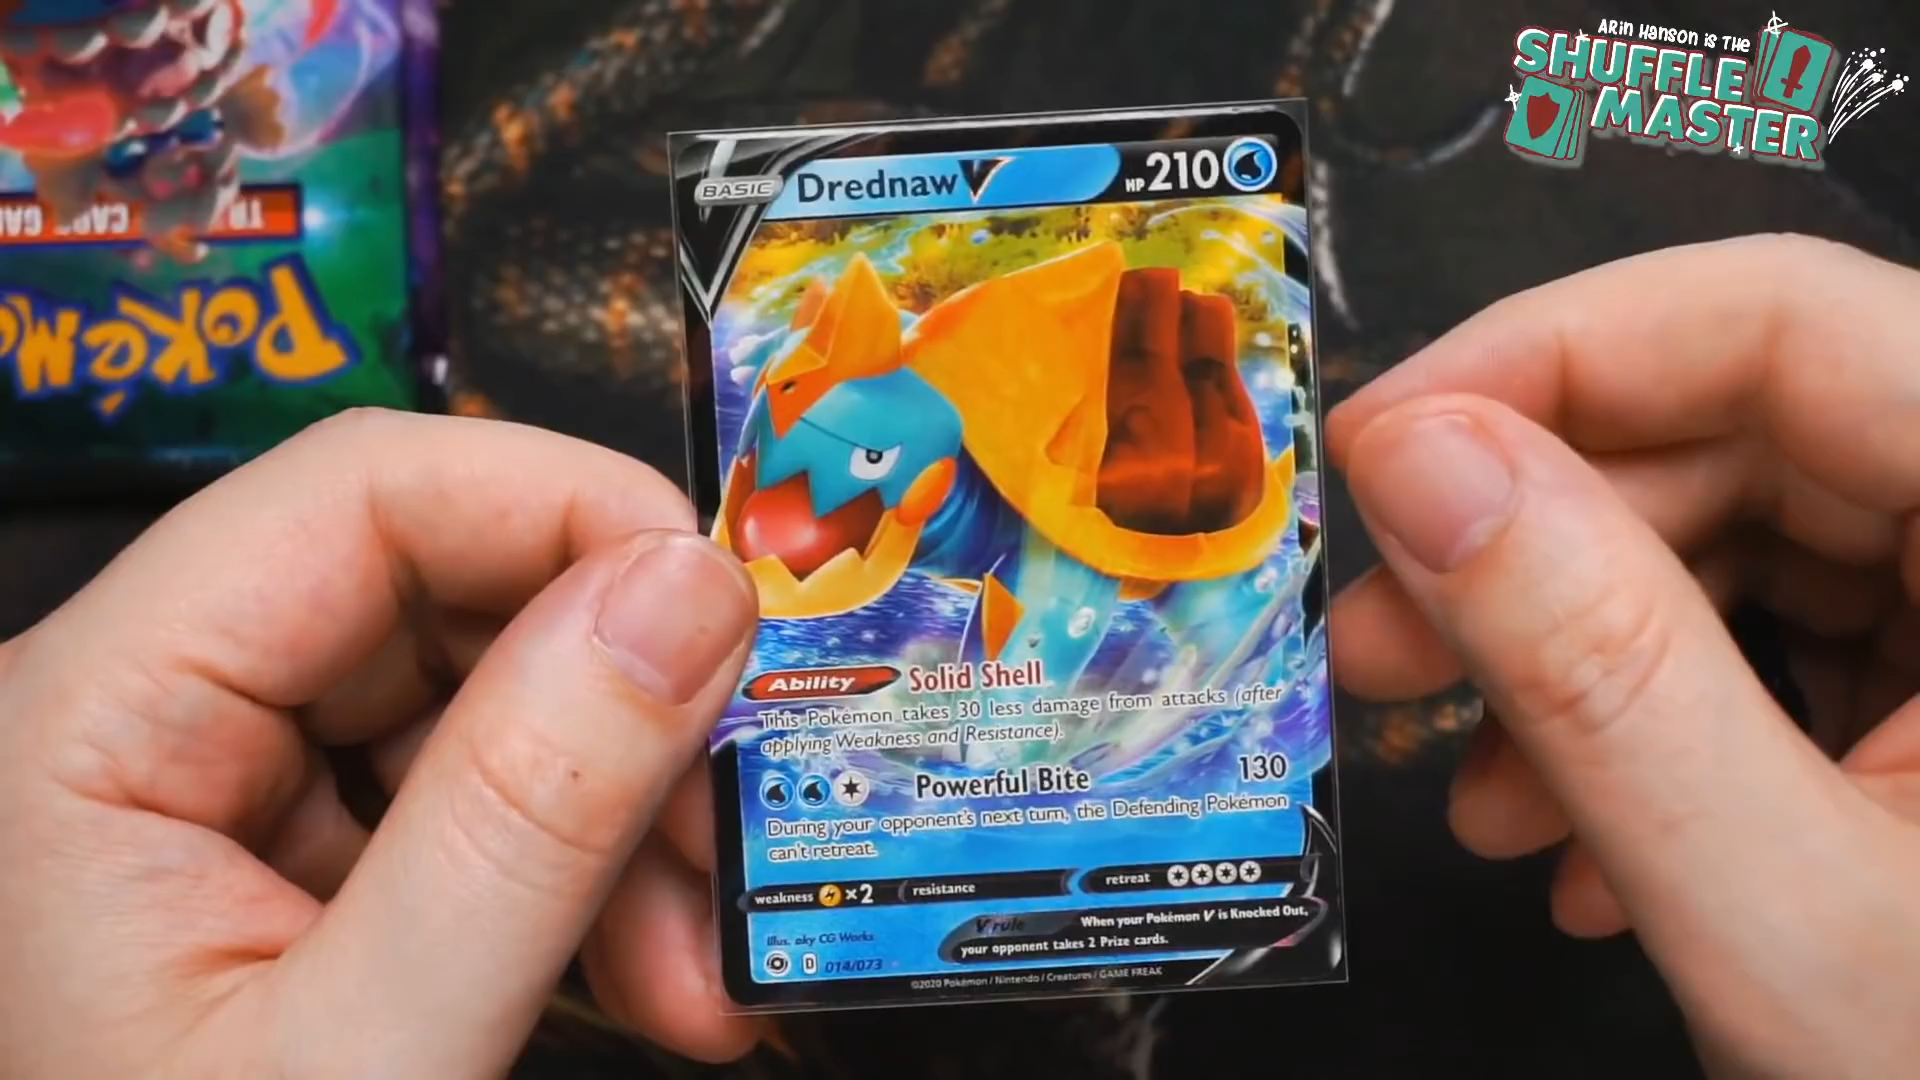 ARIN HANSON IS THE
SHUFFLE
MASTER
BASIC
Drednaw V
HP 210
Pokém
Ability Solid Shell
This Pokémon takes 30 less damage from attacks (after
applying Weakness and Resistance).
Powerful Bite 130
During your opponent's next turn, the Defending Pokémon
can't retreat.
weakness ×2 resistance retreat
V rule When your Pokémon V is Knocked Out,
your opponent takes 2 Prize cards.
Illus. aky CG Works
D 014/073
©2020 Pokémon / Nintendo / Creatures / GAME FREAK